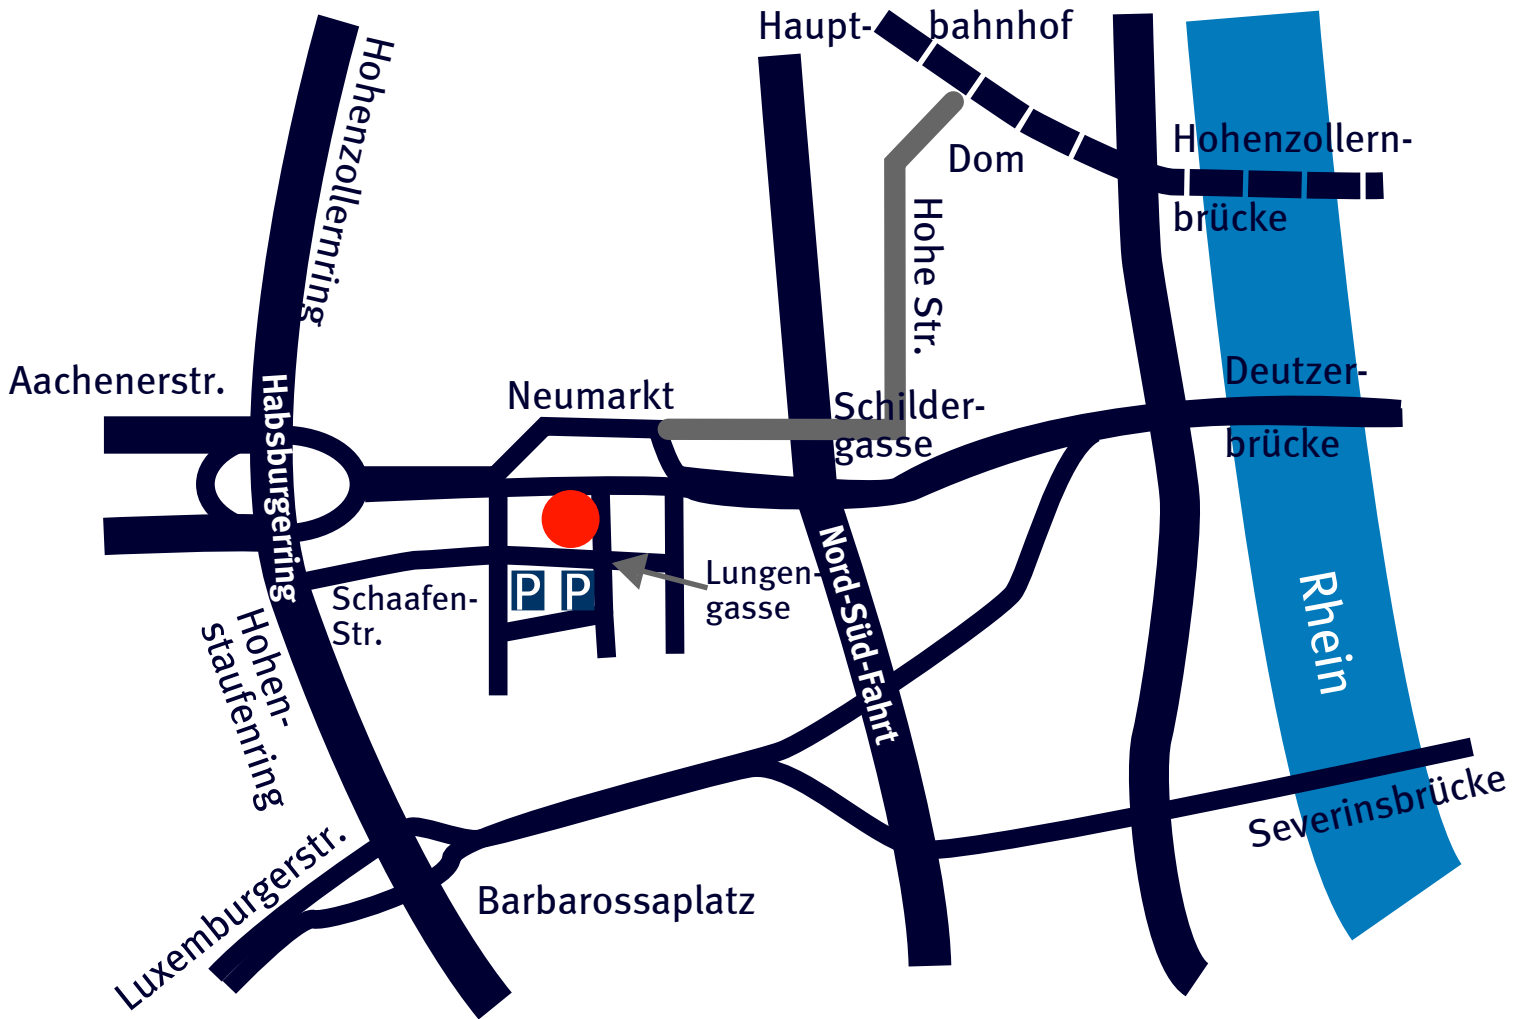 Haupt- bahnhof
Hohenzollernring
Dom
Hohenzollern-
brücke
Hohe Str.
Aachenerstr.
Neumarkt
Habsburgerring
Schilder-
gasse
Deutzer-
brücke
Nord-Süd-Fahrt
Lungen-
gasse
P P
Schaafen-
Str.
Hohen-
staufenring
Rhein
Severinsbrücke
Luxemburgerstr.
Barbarossaplatz